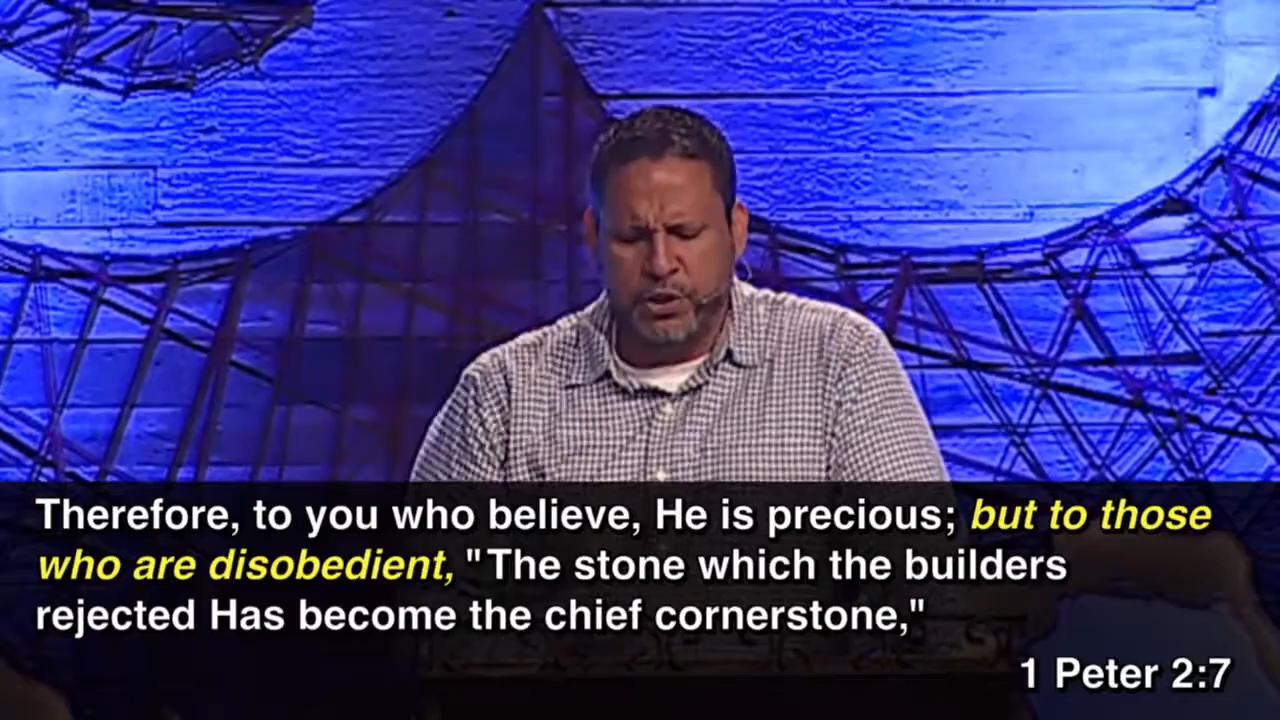 Therefore, to you who believe, He is precious; but to those
who are disobedient, "The stone which the builders
rejected Has become the chief cornerstone,"
1 Peter 2:7